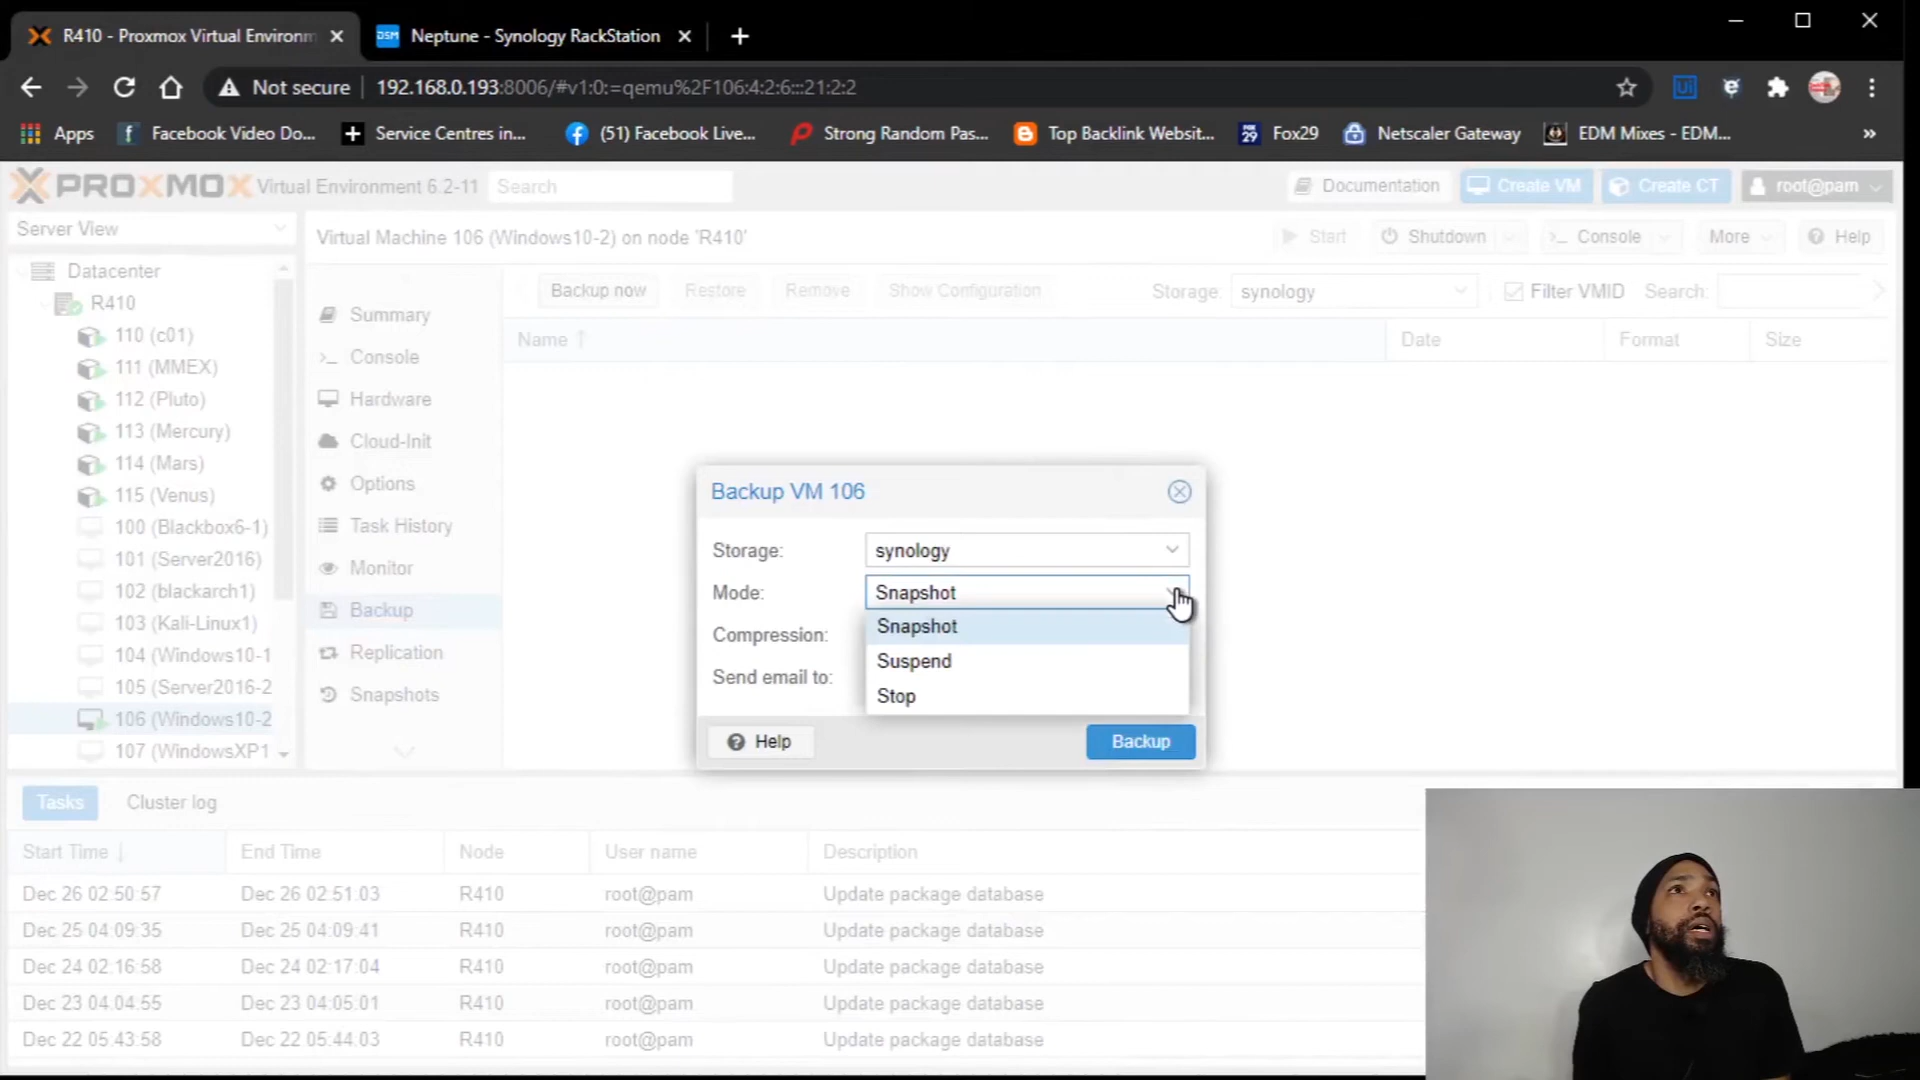 R410 - Proxmox Virtual Environm
DSM Neptune - Synology RackStation
Not secure 192.168.0.193:8006/#v1:0:=qemu%2F106:4:2:6:::21:2:2
Apps Facebook Video Do... Service Centres in... (51) Facebook Live... Strong Random Pas... Top Backlink Websit... FOX 29 Fox29 Netscaler Gateway EDM Mixes - EDM... »
PROXMOX Virtual Environment 6.2-11 Search Documentation Create VM Create CT root@pam
Server View
Virtual Machine 106 (Windows10-2) on node 'R410' Start Shutdown Console More Help
Datacenter
R410
110 (c01)
111 (MMEX)
112 (Pluto)
113 (Mercury)
114 (Mars)
115 (Venus)
100 (Blackbox6-1)
101 (Server2016)
102 (blackarch1)
103 (Kali-Linux1)
104 (Windows10-1
105 (Server2016-2
106 (Windows10-2
107 (WindowsXP1
Summary
Console
Hardware
Cloud-Init
Options
Task History
Monitor
Backup
Replication
Snapshots
Backup now Restore Remove Show Configuration Storage: synology Filter VMID Search:
Name Date Format Size
Backup VM 106
Storage: synology
Mode: Snapshot
Snapshot
Compression:
Suspend
Send email to:
Stop
Help Backup
Tasks Cluster log
Start Time End Time Node User name Description
Dec 26 02:50:57 Dec 26 02:51:03 R410 root@pam Update package database
Dec 25 04:09:35 Dec 25 04:09:41 R410 root@pam Update package database
Dec 24 02:16:58 Dec 24 02:17:04 R410 root@pam Update package database
Dec 23 04:04:55 Dec 23 04:05:01 R410 root@pam Update package database
Dec 22 05:43:58 Dec 22 05:44:03 R410 root@pam Update package database